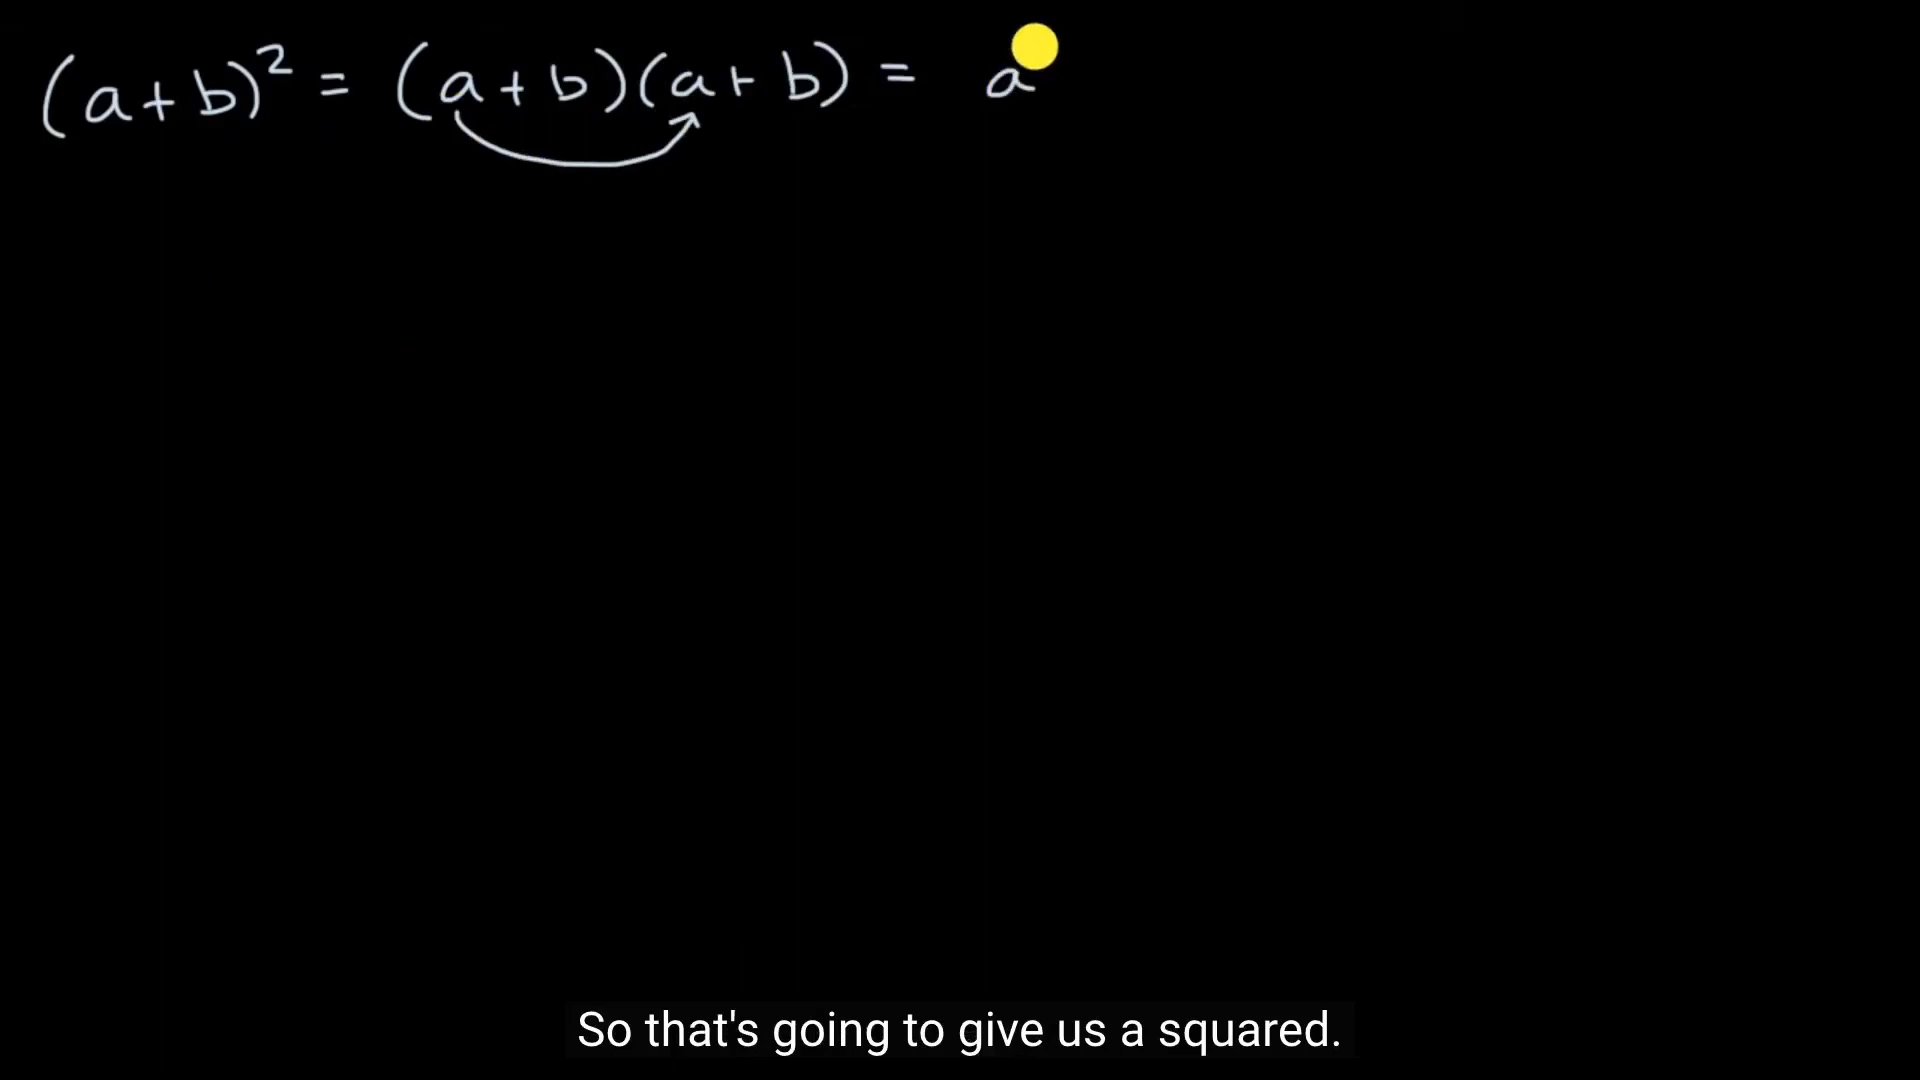 (a+b)² = (a+b)(a+b) = a
So that's going to give us a squared.